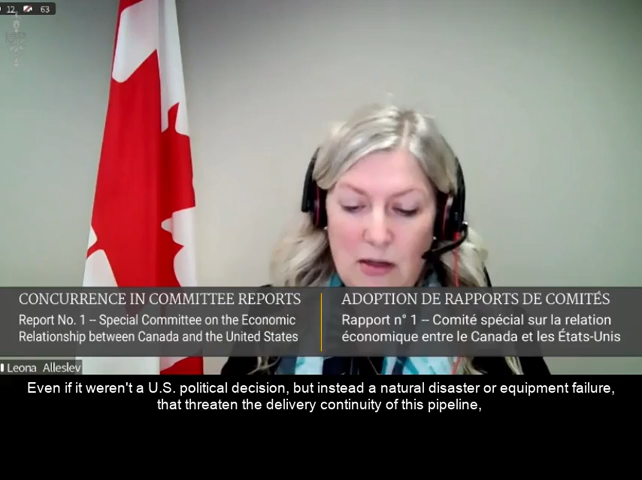 12 63
CONCURRENCE IN COMMITTEE REPORTS
Report No. 1 – Special Committee on the Economic
Relationship between Canada and the United States
ADOPTION DE RAPPORTS DE COMITÉS
Rapport n° 1 – Comité spécial sur la relation
économique entre le Canada et les États-Unis
Leona Alleslev
Even if it weren't a U.S. political decision, but instead a natural disaster or equipment failure,
that threaten the delivery continuity of this pipeline,